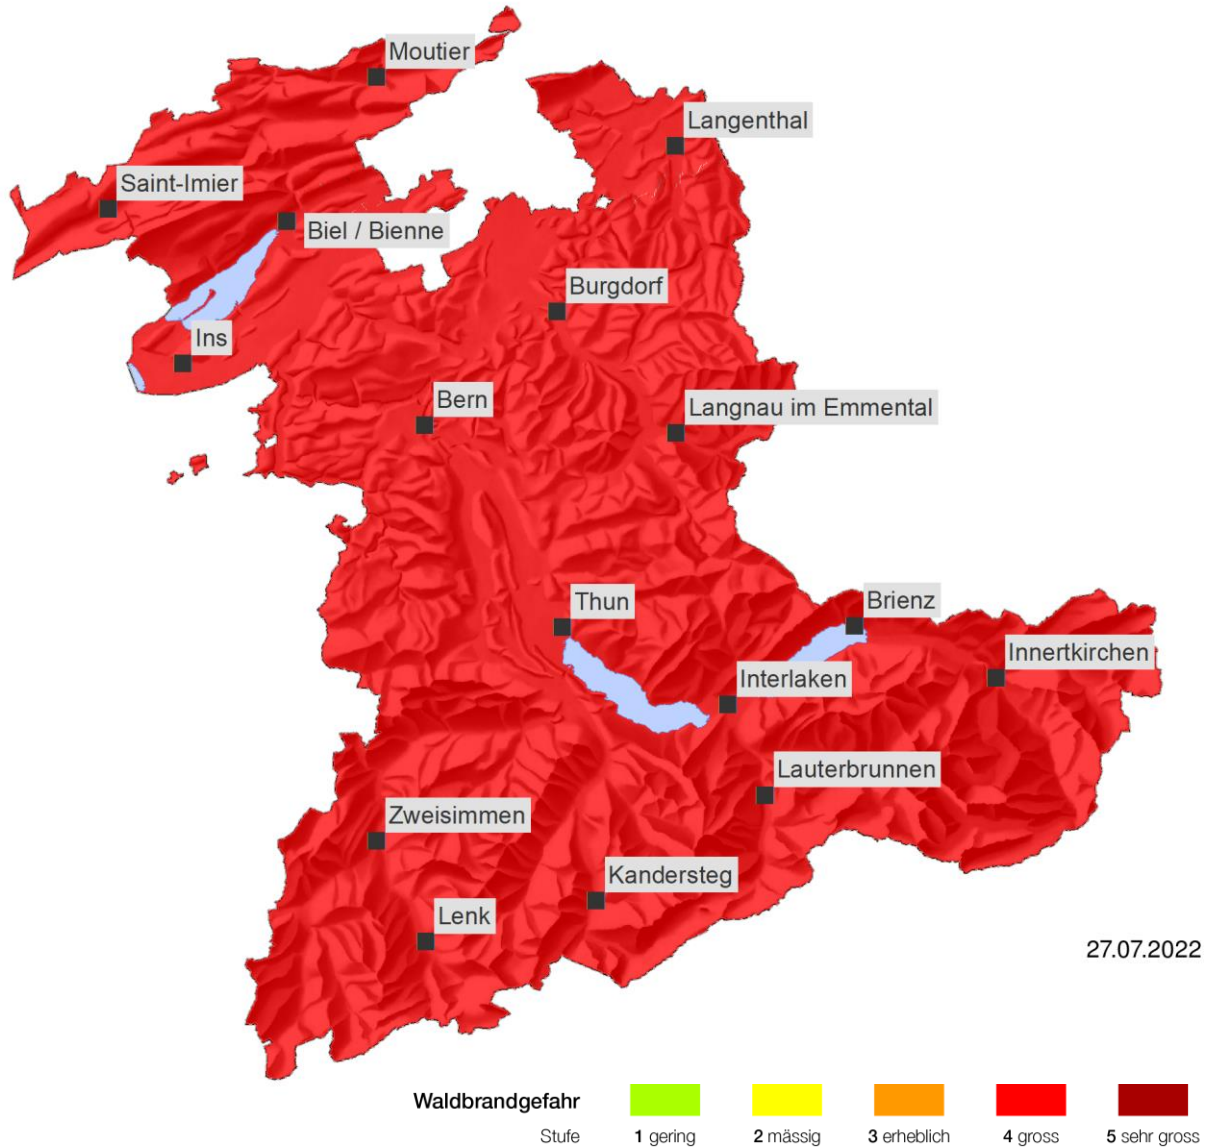 Moutier
Langenthal
Saint-Imier
Biel / Bienne
Burgdorf
Ins
Bern
Langnau im Emmental
Thun
Brienz
Innertkirchen
Interlaken
Lauterbrunnen
Zweisimmen
Kandersteg
Lenk
27.07.2022
Waldbrandgefahr
Stufe 1 gering 2 mässig 3 erheblich 4 gross 5 sehr gross